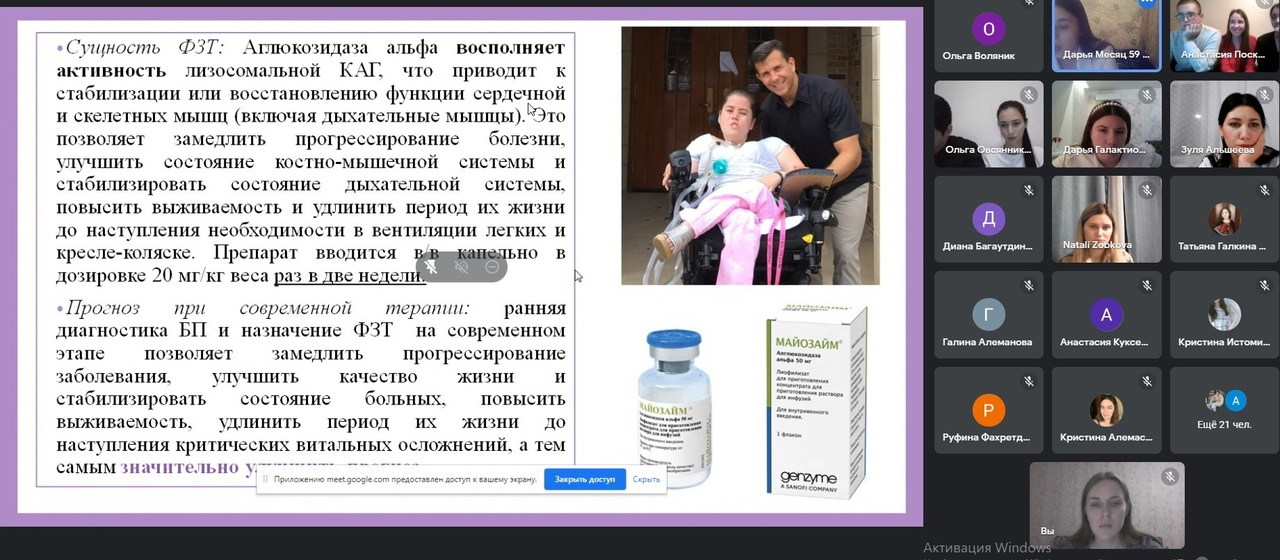 •Сущность ФЗТ: Аглюкозидаза альфа восполняет
активность лизосомальной КАГ, что приводит к
стабилизации или восстановлению функции сердечной
и скелетных мышц (включая дыхательные мышцы). Это
позволяет замедлить прогрессирование болезни,
улучшить состояние костно-мышечной системы и
стабилизировать состояние дыхательной системы,
повысить выживаемость и удлинить период их жизни
до наступления необходимости в вентиляции легких и
кресле-коляске. Препарат вводится в/в капельно в
дозировке 20 мг/кг веса раз в две недели.
•Прогноз при современной терапии: ранняя
диагностика БП и назначение ФЗТ на современном
этапе позволяет замедлить прогрессирование
заболевания, улучшить качество жизни и
стабилизировать состояние больных, повысить
выживаемость, удлинить период их жизни до
наступления критических витальных осложнений, а тем
самым значительно
МАЙОЗАЙМ®
Алглюкозидаза
альфа 50 мг
Лиофилизат для
приготовления
концентрата для
приготовления раствора
для инфузий
Для внутривенного
введения.
1 флакон
genzyme
A SANOFI COMPANY
МАЙОЗАЙМ®
Приложению meet.google.com предоставлен доступ к вашему экрану.
Закрыть доступ
Скрыть
О
Ольга Воляник
Дарья Месяц 59 ...
Анастасия Поск...
Ольга Овсянник...
Дарья Галактио...
Зуля Альшеева
Д
Диана Багаутдин...
Natali Zobkova
Татьяна Галкина ...
Г
Галина Алеманова
А
Анастасия Куксе...
Кристина Истоми...
Р
Руфина Фахретд...
Кристина Алемас...
А
Ещё 21 чел.
Вы
Активация Windows